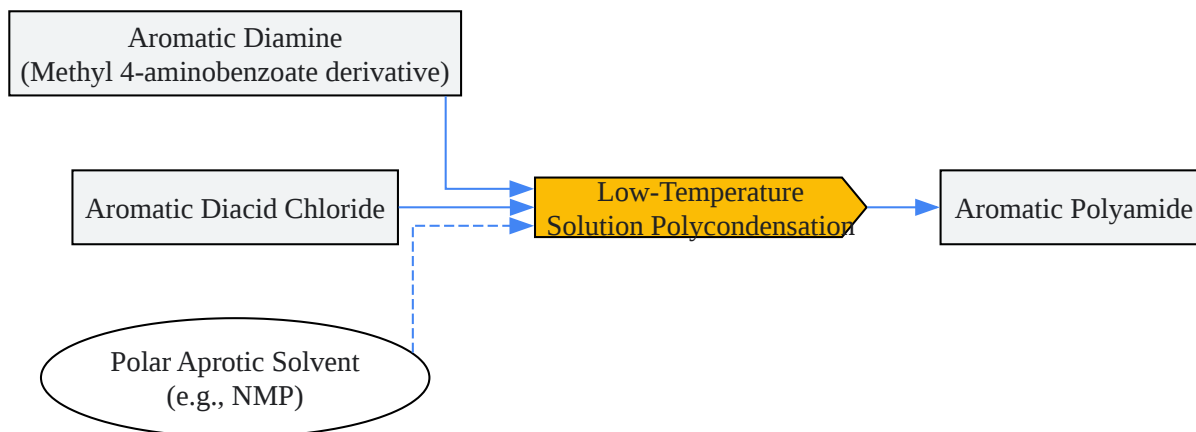 Aromatic Diamine
(Methyl 4-aminobenzoate derivative)
Aromatic Diacid Chloride
Low-Temperature
Solution Polycondensation
Aromatic Polyamide
Polar Aprotic Solvent
(e.g., NMP)